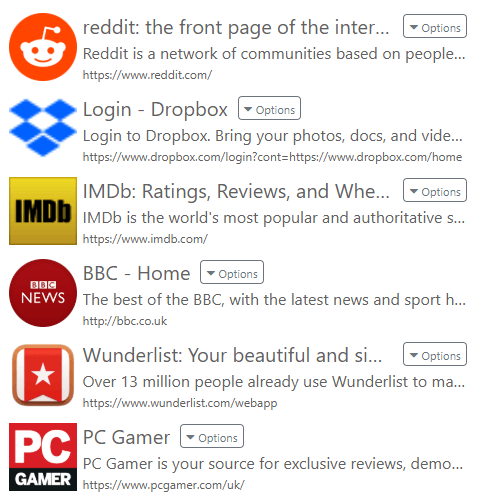 reddit: the front page of the inter... Options
Reddit is a network of communities based on people...
https://www.reddit.com/
Login - Dropbox Options
Login to Dropbox. Bring your photos, docs, and vide...
https://www.dropbox.com/login?cont=https://www.dropbox.com/home
IMDb
IMDb: Ratings, Reviews, and Whe... Options
IMDb is the world's most popular and authoritative s...
https://www.imdb.com/
BBC
NEWS
BBC - Home Options
The best of the BBC, with the latest news and sport h...
http://bbc.co.uk
Wunderlist: Your beautiful and si... Options
Over 13 million people already use Wunderlist to ma...
https://www.wunderlist.com/webapp
PC
GAMER
PC Gamer Options
PC Gamer is your source for exclusive reviews, demo...
https://www.pcgamer.com/uk/